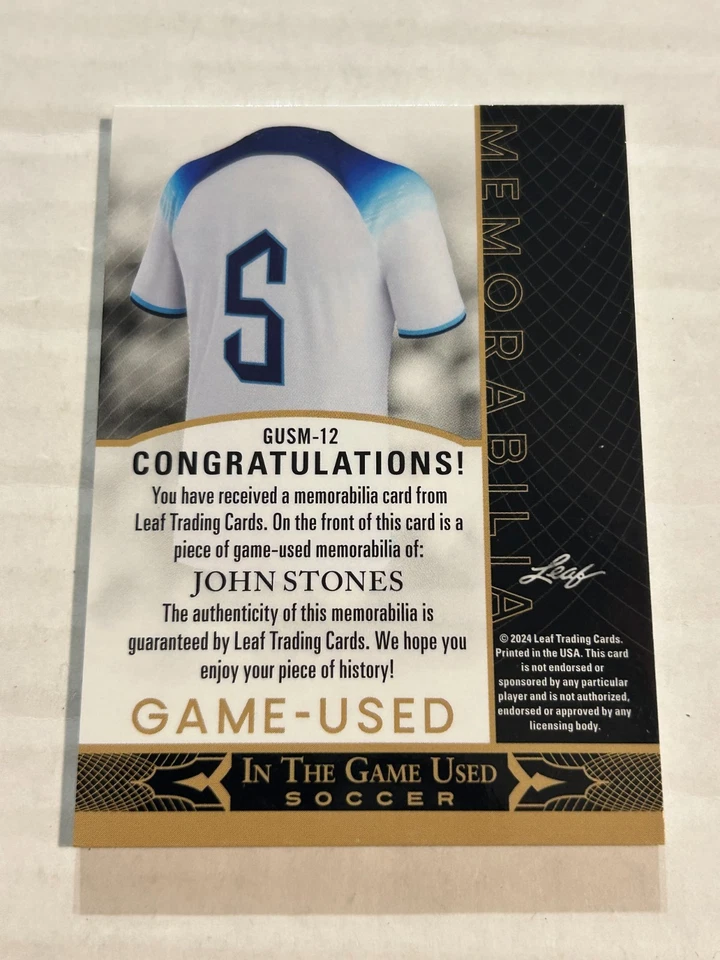 5
GUSM-12
CONGRATULATIONS!
You have received a memorabilia card from
Leaf Trading Cards. On the front of this card is a
piece of game-used memorabilia of:
JOHN STONES
The authenticity of this memorabilia is
guaranteed by Leaf Trading Cards. We hope you
enjoy your piece of history!
GAME-USED
MEMORABILIA
Leaf
© 2024 Leaf Trading Cards.
Printed in the USA. This card
is not endorsed or
sponsored by any particular
player and is not authorized,
endorsed or approved by any
licensing body.
IN THE GAME USED
SOCCER